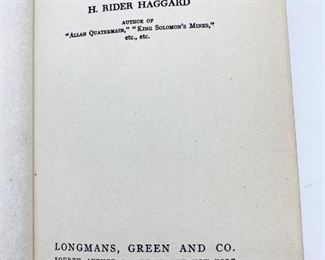 H. RIDER HAGGARD
AUTHOR OF
"ALLAN QUATERMAIN," "KING SOLOMON'S MINES,"
etc., etc.
LONGMANS, GREEN AND CO.